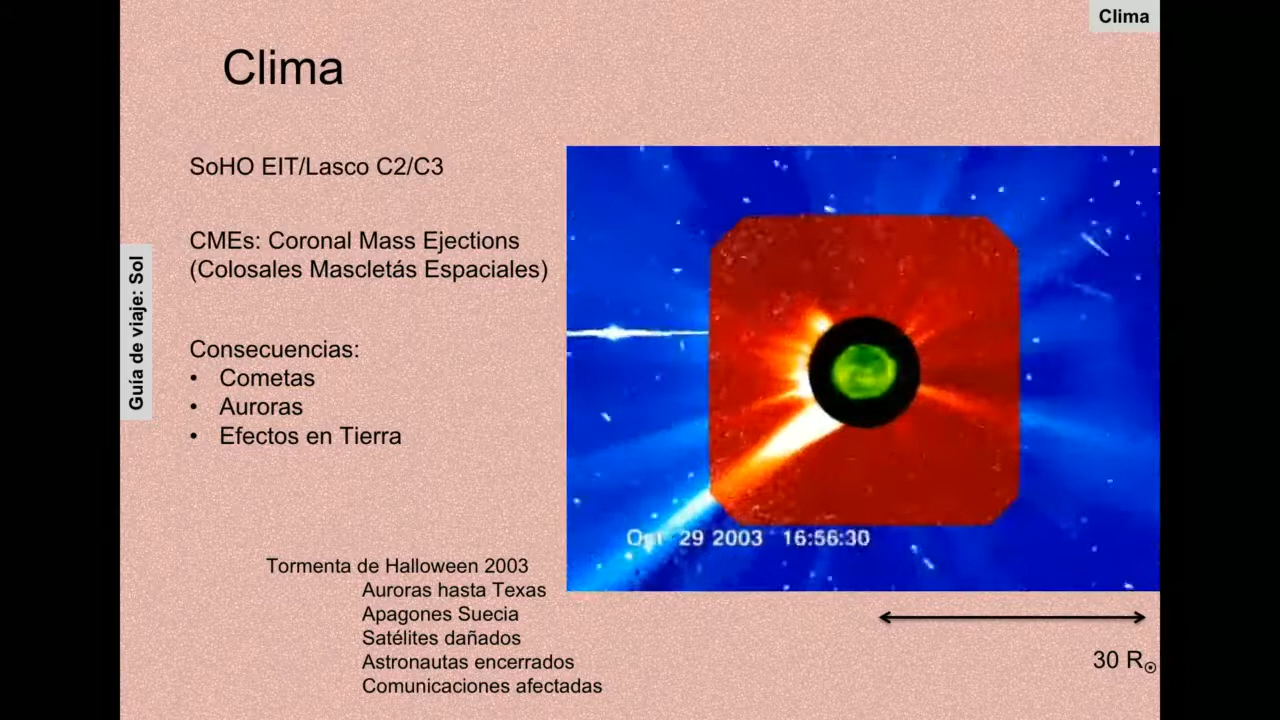 Clima
Clima
SoHO EIT/Lasco C2/C3
CMEs: Coronal Mass Ejections
(Colosales Mascletás Espaciales)
Guía de viaje: Sol
Consecuencias:
• Cometas
• Auroras
• Efectos en Tierra
Oct 29 2003 16:56:30
Tormenta de Halloween 2003
Auroras hasta Texas
Apagones Suecia
Satélites dañados
Astronautas encerrados
Comunicaciones afectadas
30 R☉